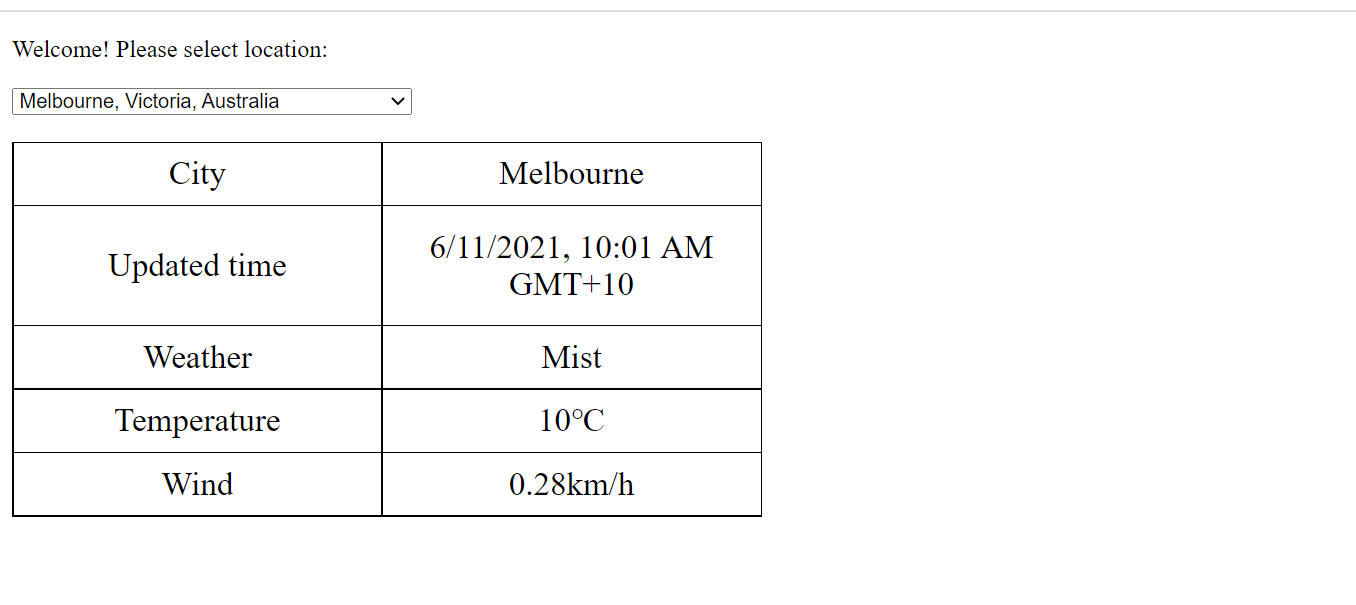 Welcome! Please select location:
Melbourne, Victoria, Australia
City Melbourne
Updated time 6/11/2021, 10:01 AM
GMT+10
Weather Mist
Temperature 10°C
Wind 0.28km/h